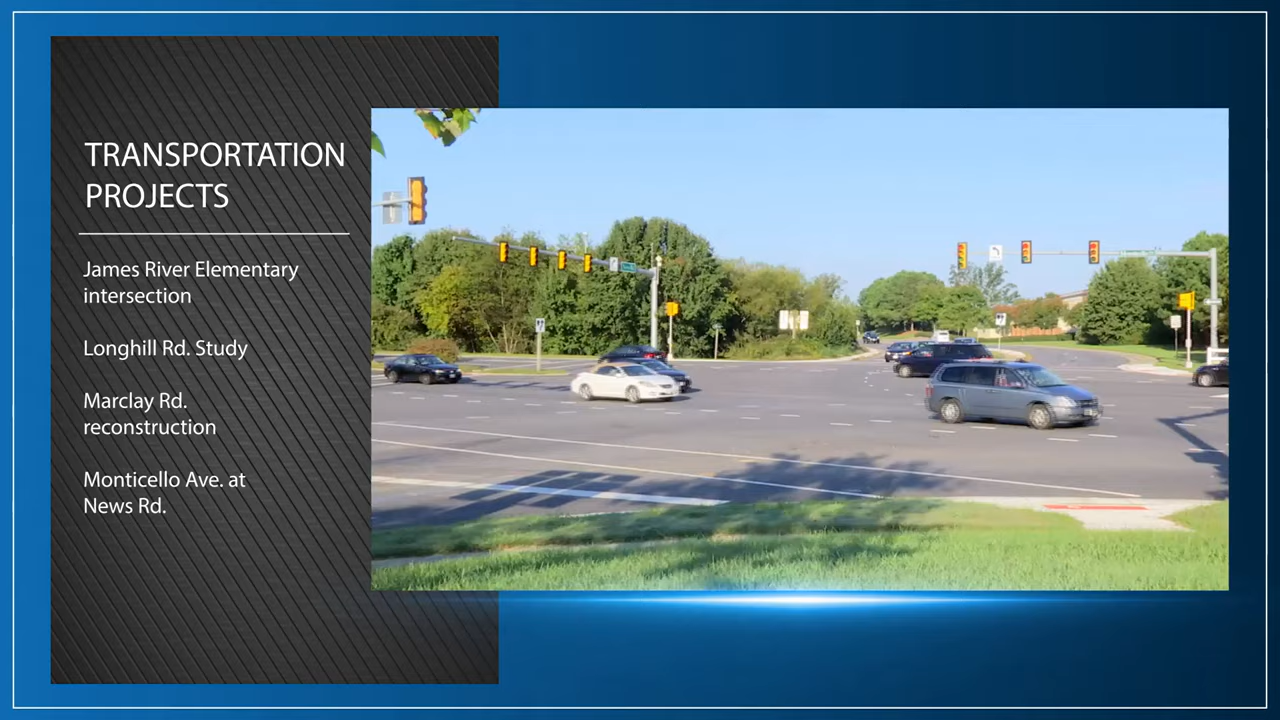 TRANSPORTATION
PROJECTS
James River Elementary
intersection
Longhill Rd. Study
Marclay Rd.
reconstruction
Monticello Ave. at
News Rd.